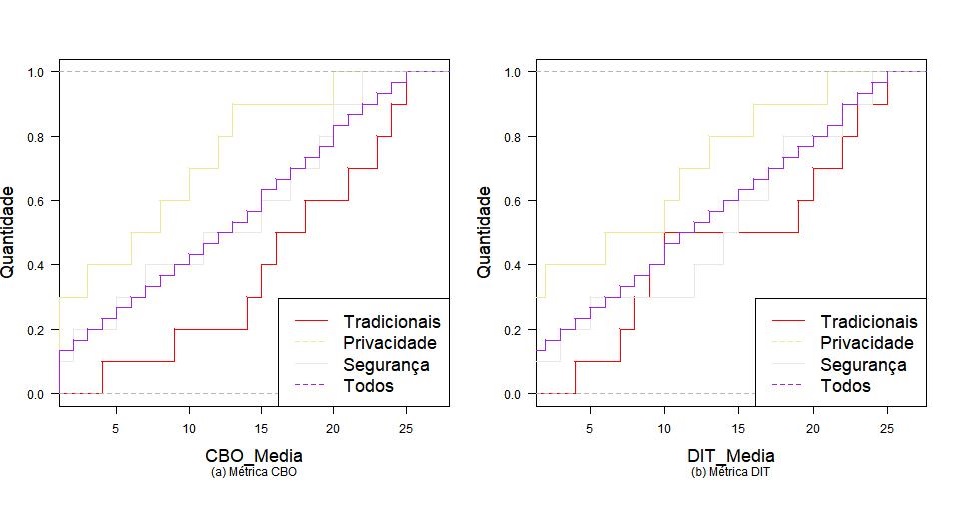 Quantidade
1.0
0.8
0.6
0.4
0.2
0.0
Tradicionais
Privacidade
Segurança
Todos
5 10 15 20 25
CBO_Media
(a) Métrica CBO
Quantidade
1.0
0.8
0.6
0.4
0.2
0.0
Tradicionais
Privacidade
Segurança
Todos
5 10 15 20 25
DIT_Media
(b) Métrica DIT